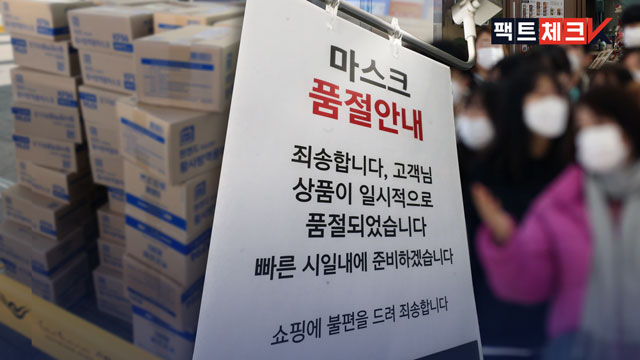 팩트체크
마스크
품절안내
죄송합니다, 고객님
상품이 일시적으로
품절되었습니다
빠른 시일내에 준비하겠습니다
쇼핑에 불편을 드려 죄송합니다